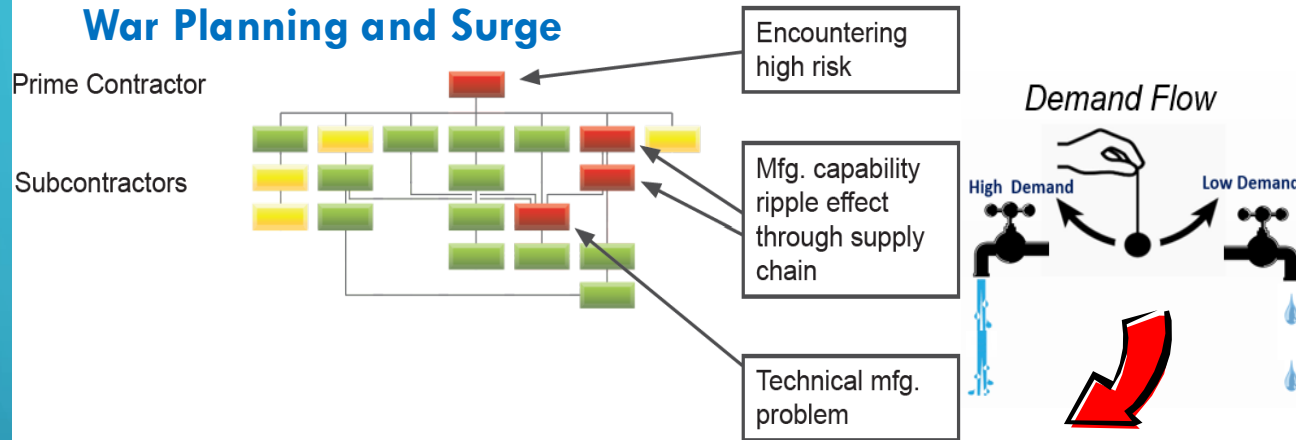 War Planning and Surge
Prime Contractor
Subcontractors
Encountering
high risk
Mfg. capability
ripple effect
through supply
chain
Technical mfg.
problem
Demand Flow
High Demand
Low Demand